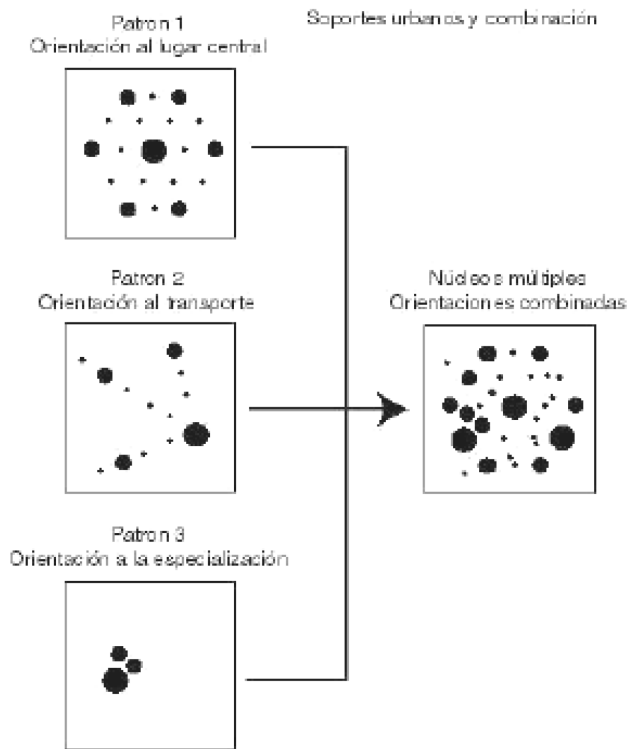 Patron 1
Orientación al lugar central
Soportes urbanos y combinación
Patron 2
Orientación al transporte
Núcleos múltiples
Orientaciones combinadas
Patron 3
Orientación a la especialización